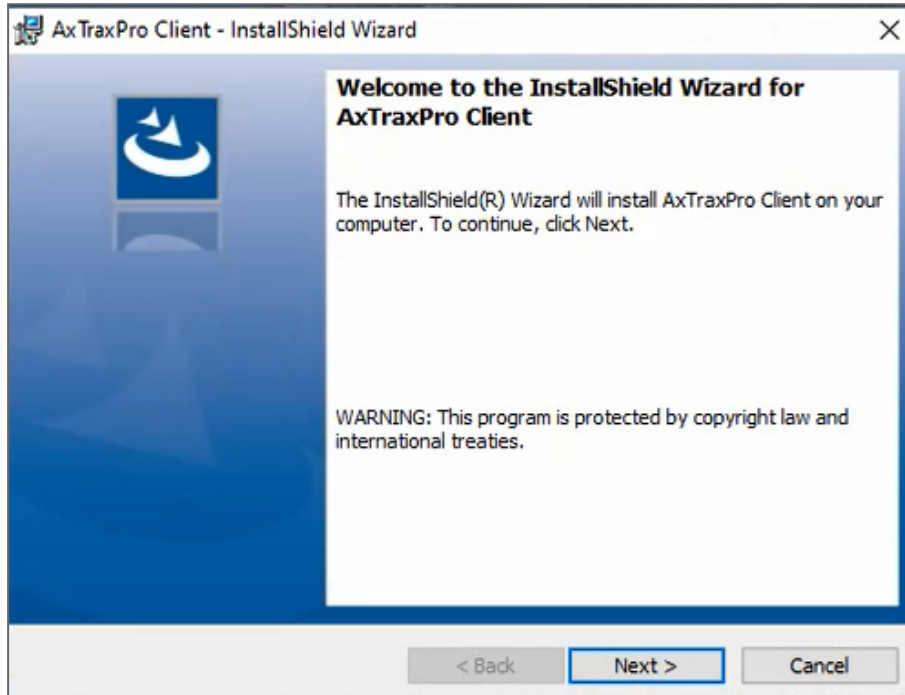 AxTraxPro Client - InstallShield Wizard
Welcome to the InstallShield Wizard for
AxTraxPro Client
The InstallShield(R) Wizard will install AxTraxPro Client on your
computer. To continue, click Next.
WARNING: This program is protected by copyright law and
international treaties.
< Back
Next >
Cancel